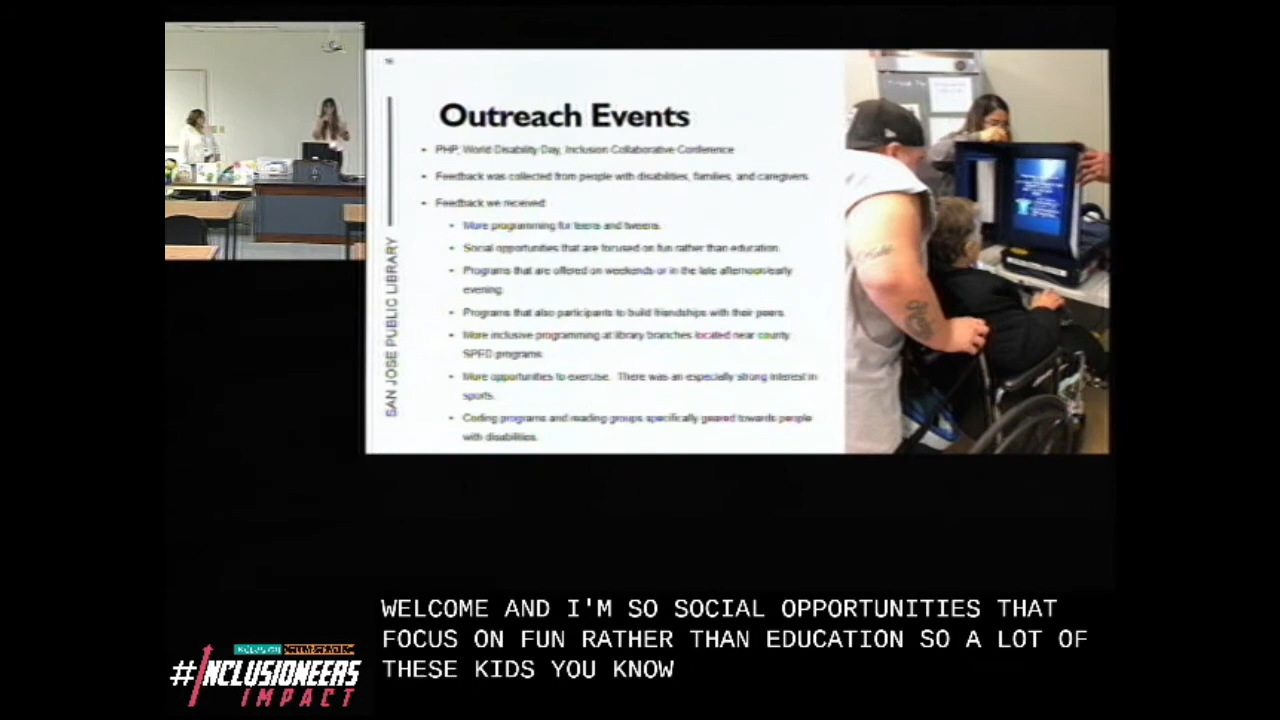 Outreach Events
PHP, World Disability Day, Inclusion Collaborative Conference
Feedback was collected from people with disabilities, families, and caregivers.
Feedback we received:
More programming for teens and tweens.
Social opportunities that are focused on fun rather than education.
Programs that are offered on weekends or in the late afternoon/early
evening.
Programs that also participants to build friendships with their peers.
More inclusive programming at library branches located near county
SPED programs.
More opportunities to exercise. There was an especially strong interest in
sports.
Coding programs and reading groups specifically geared towards people
with disabilities.
SAN JOSE PUBLIC LIBRARY
WELCOME AND I'M SO SOCIAL OPPORTUNITIES THAT
FOCUS ON FUN RATHER THAN EDUCATION SO A LOT OF
THESE KIDS YOU KNOW
INCLUSION
#INCLUSIONEERS
IMPACT